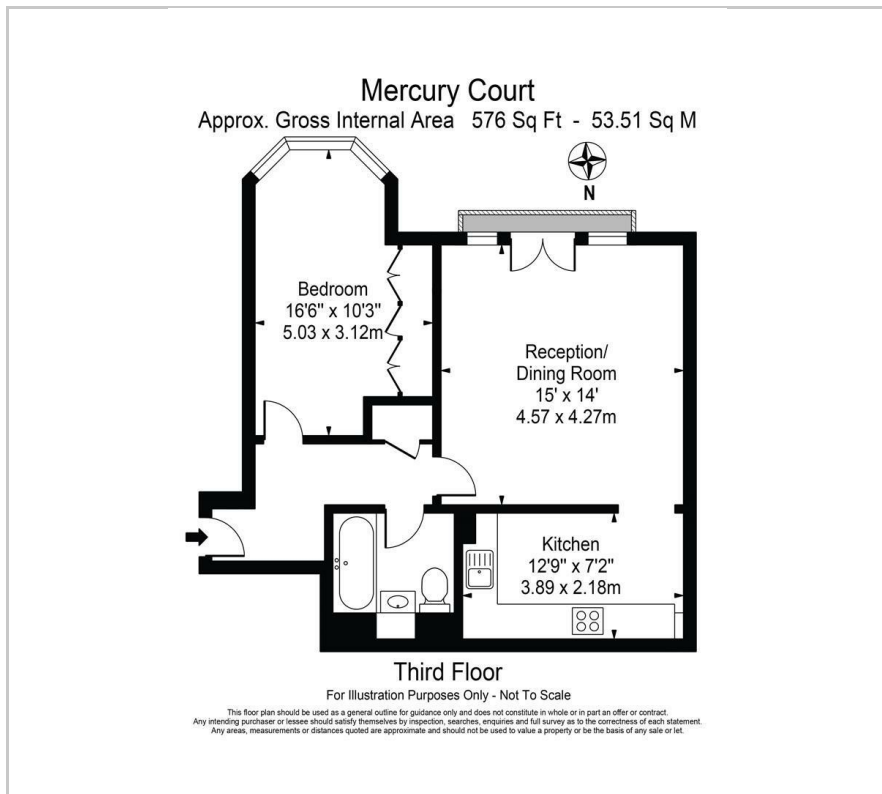 Mercury Court
Approx. Gross Internal Area 576 Sq Ft - 53.51 Sq M
N
Bedroom
16'6" x 10'3"
5.03 x 3.12m
Reception/
Dining Room
15' x 14'
4.57 x 4.27m
Kitchen
12'9" x 7'2"
3.89 x 2.18m
Third Floor
For Illustration Purposes Only - Not To Scale
This floor plan should be used as a general outline for guidance only and does not constitute in whole or in part an offer or contract.
Any intending purchaser or lessee should satisfy themselves by inspection, searches, enquiries and full survey as to the correctness of each statement.
Any areas, measurements or distances quoted are approximate and should not be used to value a property or be the basis of any sale or let.